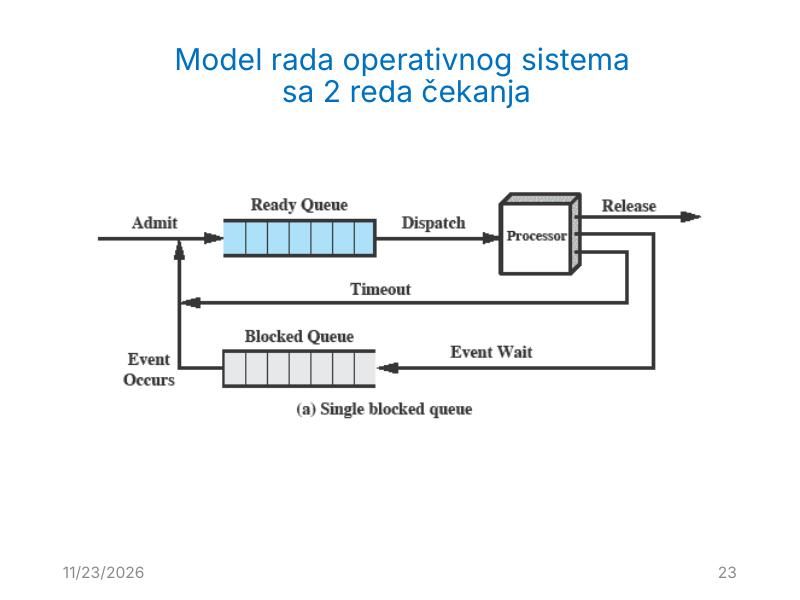 Model rada operativnog sistema
sa 2 reda čekanja
Ready Queue
Release
Admit
Dispatch
Processor
Timeout
Blocked Queue
Event Wait
Event
Occurs
(a) Single blocked queue
11/23/2026
23